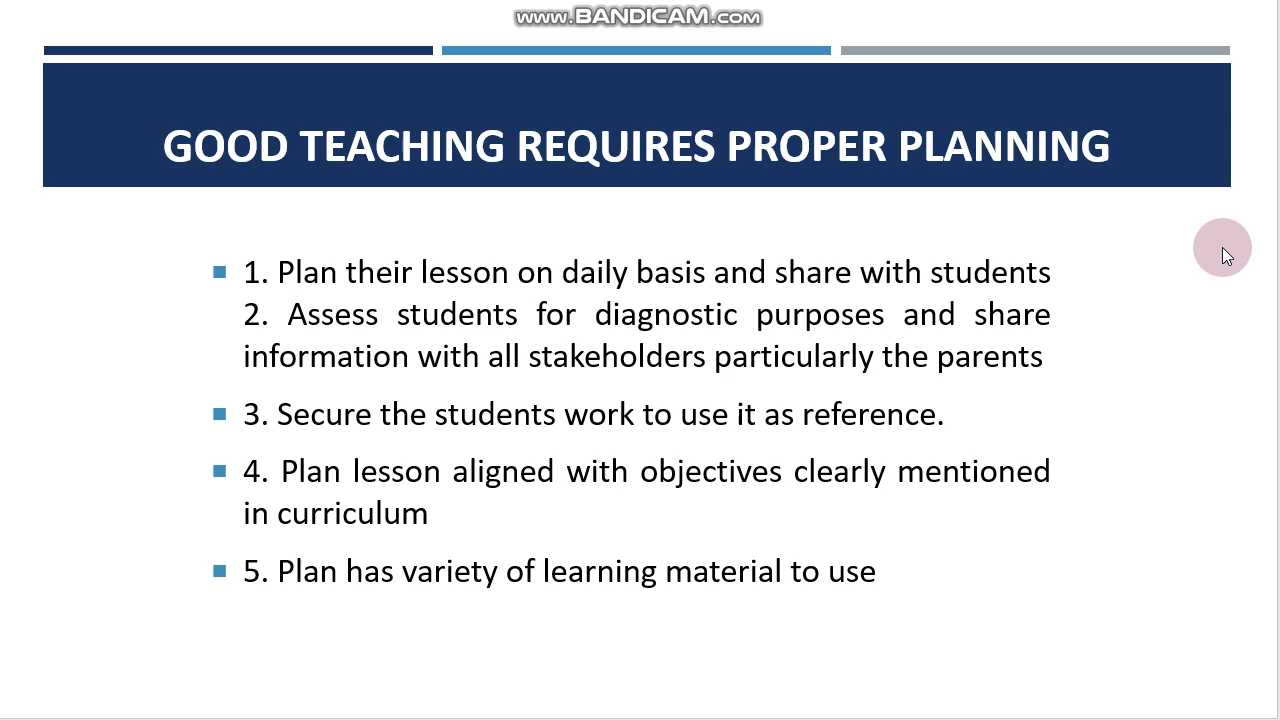 www.BANDICAM.com
GOOD TEACHING REQUIRES PROPER PLANNING
1. Plan their lesson on daily basis and share with students
2. Assess students for diagnostic purposes and share
information with all stakeholders particularly the parents
3. Secure the students work to use it as reference.
4. Plan lesson aligned with objectives clearly mentioned
in curriculum
5. Plan has variety of learning material to use